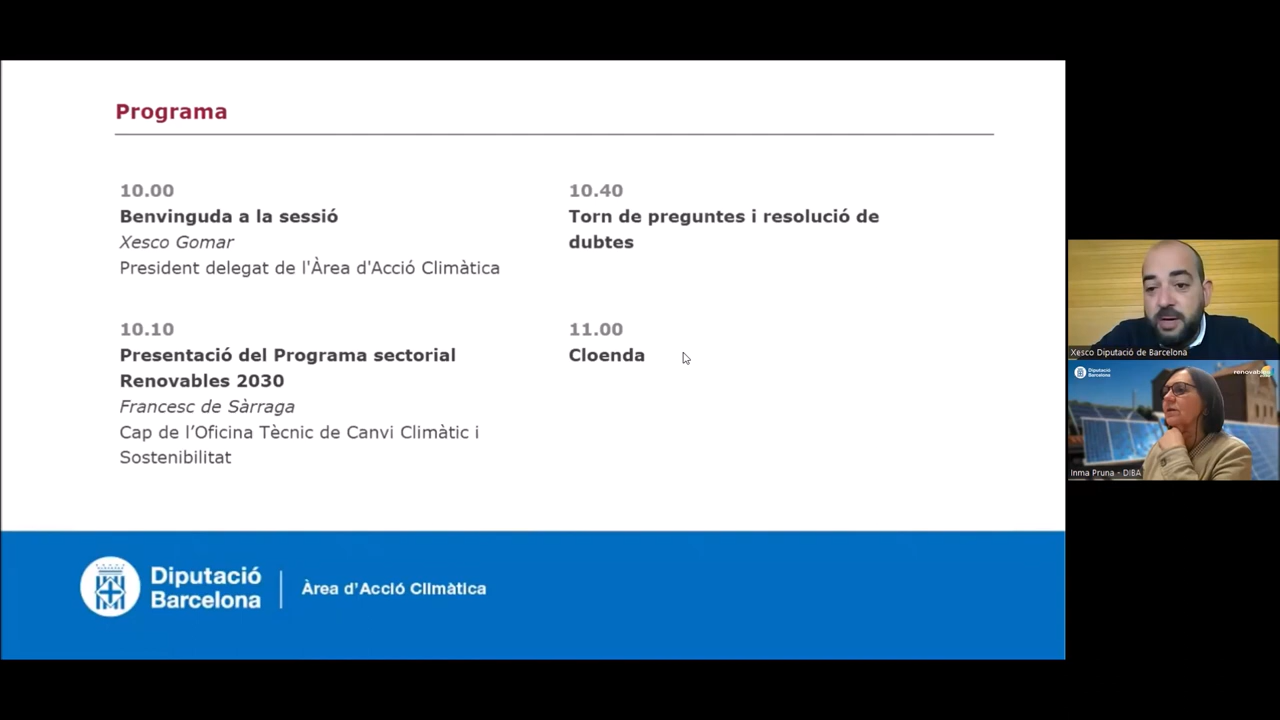 Programa
10.00
Benvinguda a la sessió
Xesco Gomar
President delegat de l'Àrea d'Acció Climàtica
10.10
Presentació del Programa sectorial
Renovables 2030
Francesc de Sàrraga
Cap de l’Oficina Tècnic de Canvi Climàtic i
Sostenibilitat
10.40
Torn de preguntes i resolució de
dubtes
11.00
Cloenda
Diputació
Barcelona
Àrea d’Acció Climàtica
Xesco Diputació de Barcelona
Diputació
Barcelona
Inma Pruna - DIBA